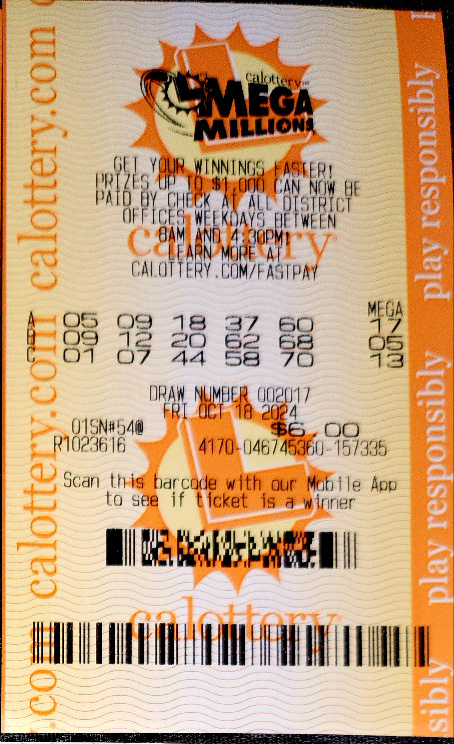 calottery™
MEGA
MILLIONS
GET YOUR WINNINGS FASTER!
PRIZES UP TO $1,000 CAN NOW BE
PAID BY CHECK AT ALL DISTRICT
OFFICES WEEKDAYS BETWEEN
8AM AND 4:30PM!
LEARN MORE AT
CALOTTERY.COM/FASTPAY
calottery
MEGA
A 05 09 18 37 60 17
B 09 12 20 62 68 05
C 01 07 44 58 70 13
DRAW NUMBER 002017
FRI OCT 18 2024
01SN#54@ $6.00
R1023616 4170-046745360-157335
Scan this barcode with our Mobile App
to see if ticket is a winner
calottery
calottery.com calottery.com
play responsibly play responsibly